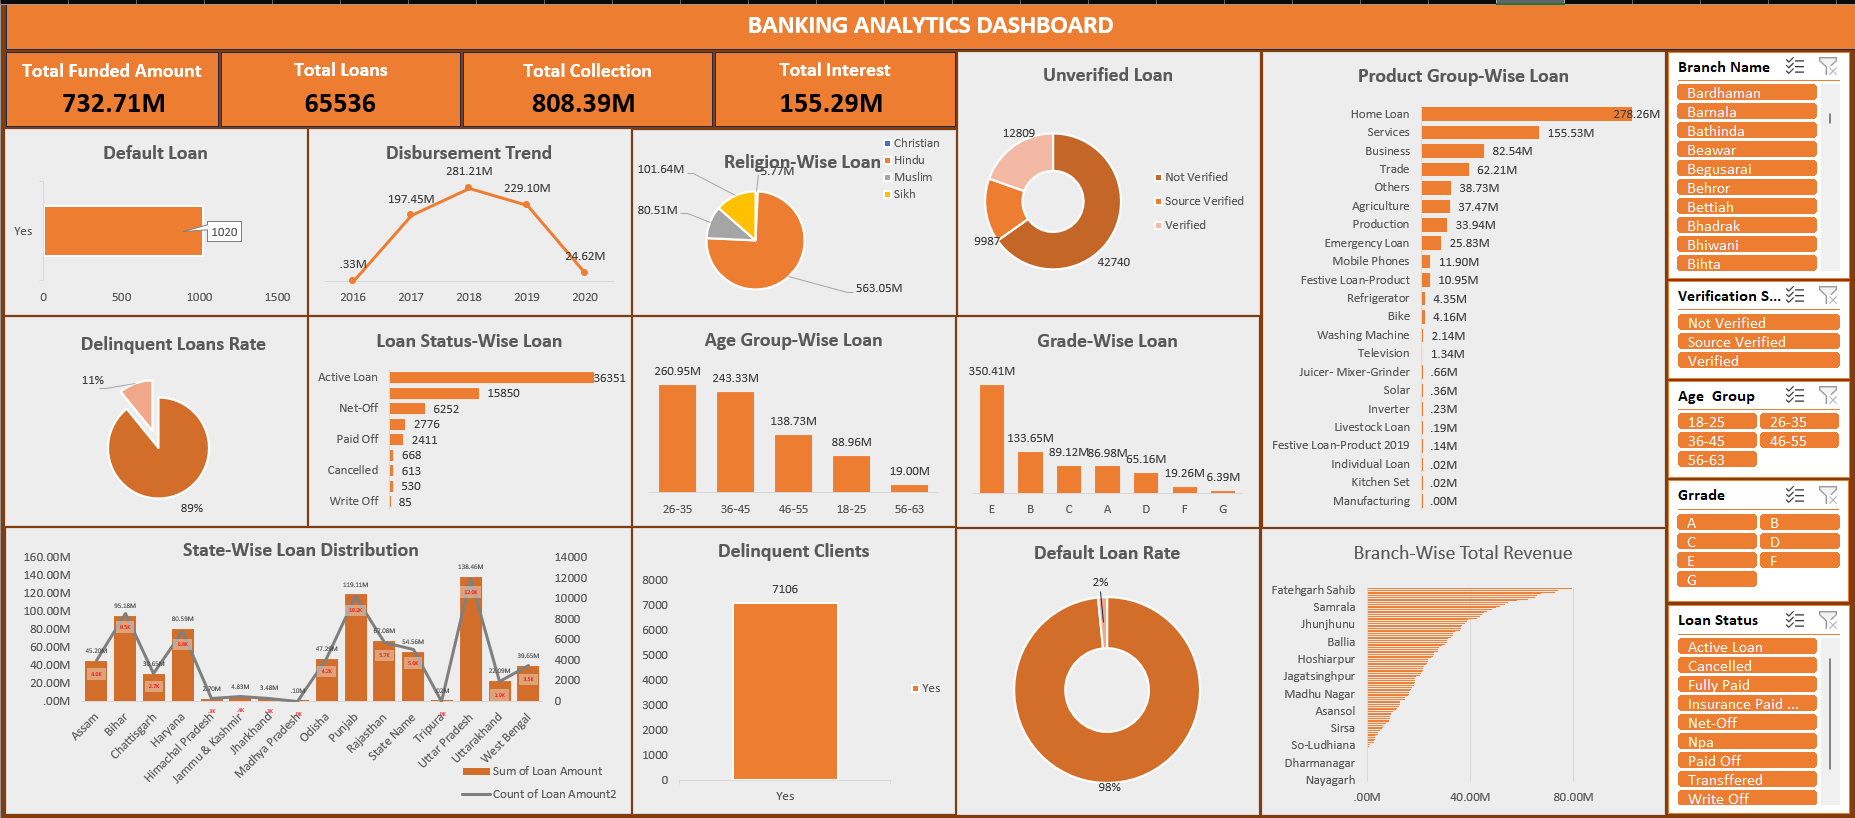 BANKING ANALYTICS DASHBOARD
Total Funded Amount
732.71M
Total Loans
65536
Total Collection
808.39M
Total Interest
155.29M
Default Loan
Yes
1020
0 500 1000 1500
Disbursement Trend
.33M
197.45M
281.21M
229.10M
24.62M
2016 2017 2018 2019 2020
Religion-Wise Loan
Christian
Hindu
Muslim
Sikh
101.64M
5.77M
80.51M
563.05M
Unverified Loan
12809
9987
42740
Not Verified
Source Verified
Verified
Product Group-Wise Loan
Home Loan 278.26M
Services 155.53M
Business 82.54M
Trade 62.21M
Others 38.73M
Agriculture 37.47M
Production 33.94M
Emergency Loan 25.83M
Mobile Phones 11.90M
Festive Loan-Product 10.95M
Refrigerator 4.35M
Bike 4.16M
Washing Machine 2.14M
Television 1.34M
Juicer- Mixer-Grinder .66M
Solar .36M
Inverter .23M
Livestock Loan .19M
Festive Loan-Product 2019 .14M
Individual Loan .02M
Kitchen Set .02M
Manufacturing .00M
Delinquent Loans Rate
11%
89%
Loan Status-Wise Loan
Active Loan 36351
15850
Net-Off 6252
2776
Paid Off 2411
668
Cancelled 613
530
Write Off 85
Age Group-Wise Loan
260.95M
243.33M
138.73M
88.96M
19.00M
26-35 36-45 46-55 18-25 56-63
Grade-Wise Loan
350.41M
133.65M
89.12M
86.98M
65.16M
19.26M
6.39M
E B C A D F G
State-Wise Loan Distribution
160.00M
140.00M
120.00M
100.00M
80.00M
60.00M
40.00M
20.00M
.00M
14000
12000
10000
8000
6000
4000
2000
0
95.18M
80.59M
4.83M
3.48M
119.11M
54.56M
138.46M
39.65M
Assam
Bihar
Chattisgarh
Haryana
Himachal Pradesh
Jammu & Kashmir
Jharkhand
Madhya Pradesh
Odisha
Punjab
Rajasthan
State Name
Tripura
Uttar Pradesh
Uttarakhand
West Bengal
Sum of Loan Amount
Count of Loan Amount2
Delinquent Clients
8000
7000
6000
5000
4000
3000
2000
1000
0
7106
Yes
Yes
Default Loan Rate
2%
98%
Branch-Wise Total Revenue
Fatehgarh Sahib
Samrala
Jhunjhunu
Ballia
Hoshiarpur
Jagatsinghpur
Madhu Nagar
Asansol
Sirsa
So-Ludhiana
Dharmanagar
Nayagarh
.00M 40.00M 80.00M
Branch Name
Bardhaman
Barnala
Bathinda
Beawar
Begusarai
Behror
Bettiah
Bhadrak
Bhiwani
Bihta
Verification S...
Not Verified
Source Verified
Verified
Age Group
18-25 26-35
36-45 46-55
56-63
Grrade
A B
C D
E F
G
Loan Status
Active Loan
Cancelled
Fully Paid
Insurance Paid ...
Net-Off
Npa
Paid Off
Transffered
Write Off